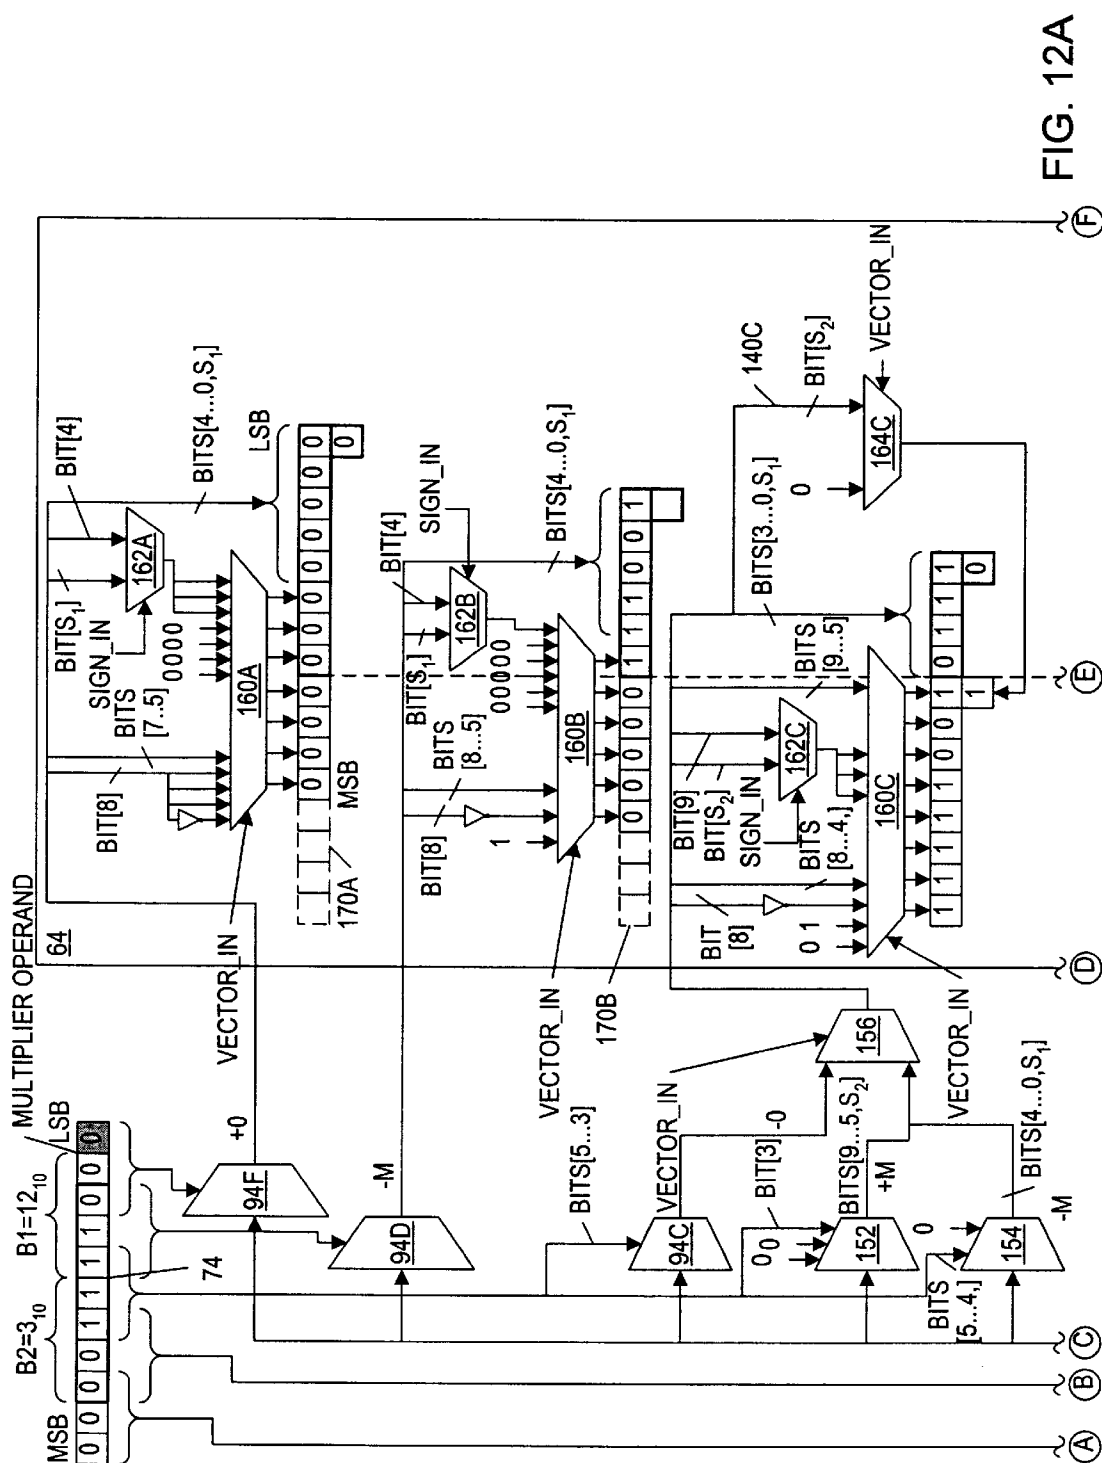 MULTIPLIER OPERAND
MSB
B2=3₁₀
B1=12₁₀
LSB
0 0 0 0 0 1 1 1 1 0 0 0
74
64
94F
+0
BIT[8]
BITS
[7...5]
SIGN_IN
BIT[S₁]
BIT[4]
162A
0000
160A
VECTOR_IN
BITS[4...0,S₁]
MSB
LSB
0 0 0 0 0 0 0 0 0 0 0
0
170A
94D
-M
BIT[8]
BITS
[8...5]
BIT[S₁]
BIT[4]
SIGN_IN
162B
1
00000
160B
VECTOR_IN
BITS[4...0,S₁]
0 0 0 0 1 1 1 0 0 1
170B
BITS[5...3]
94C
VECTOR_IN
-0
BIT[3]
00
152
BITS[9...5,S₂]
+M
0
154
BITS
[5...4,]
-M
BITS[4...0,S₁]
156
BIT
[8]
0 1
BITS
[8...4,]
SIGN_IN
BIT[S₂]
BIT[9]
162C
BITS
[9...5]
160C
VECTOR_IN
BITS[3...0,S₁]
140C
BIT[S₂]
0
164C
VECTOR_IN
1 1 1 1 0 0 1 0 1 1 1
1
0
A
B
C
D
E
F
FIG. 12A